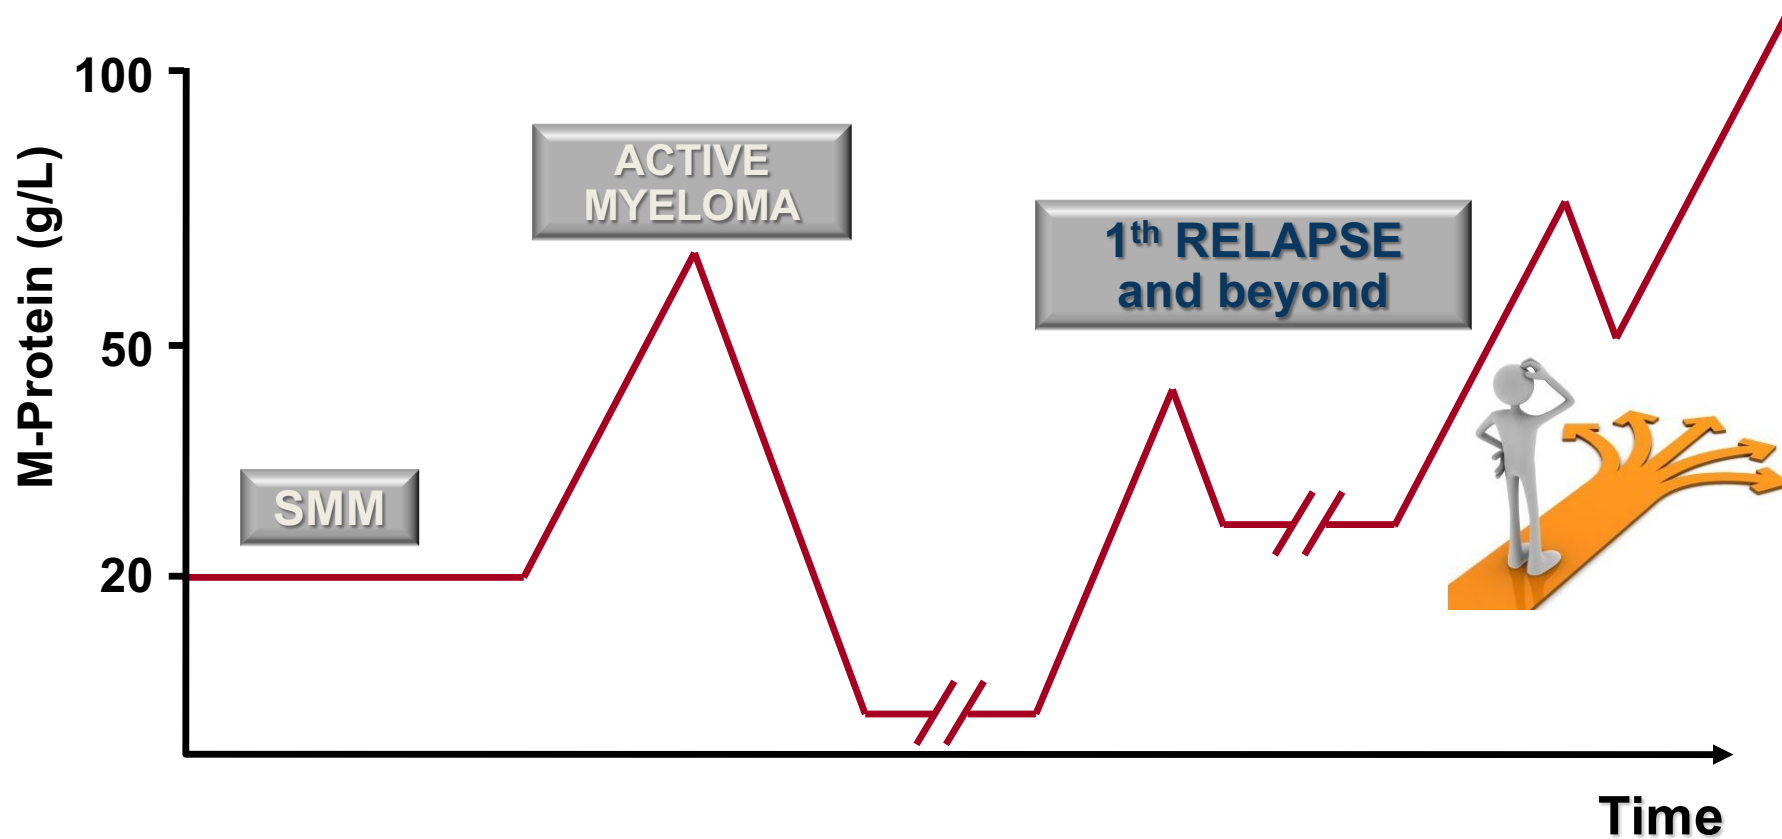 100
M-Protein (g/L)
ACTIVE
MYELOMA
1th RELAPSE
and beyond
50
SMM
20
Time